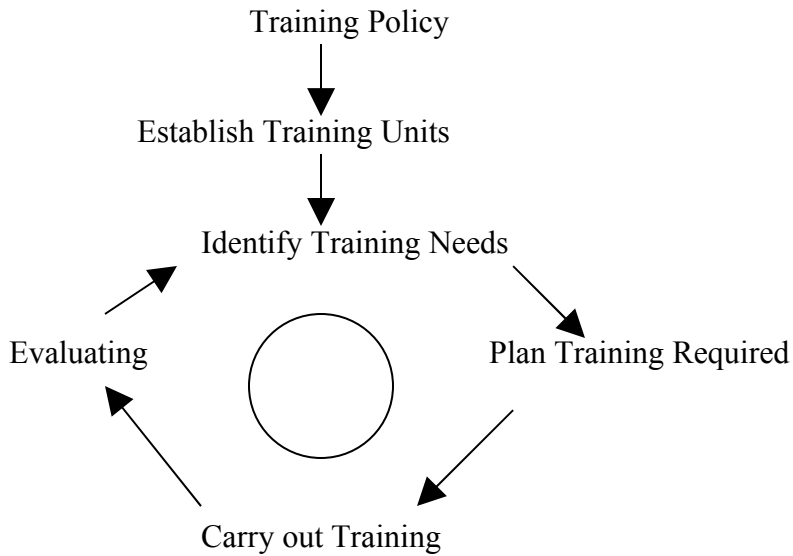 Training Policy
Establish Training Units
Identify Training Needs
Evaluating
Plan Training Required
Carry out Training